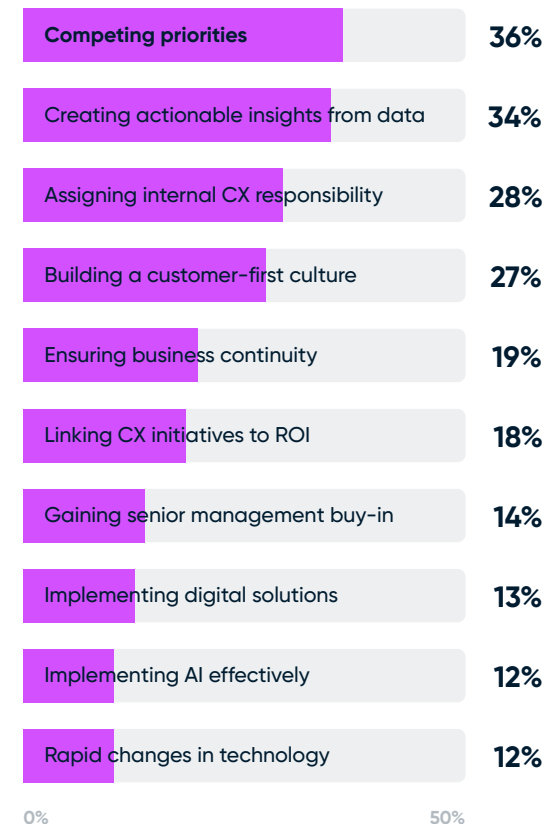 Competing priorities 36%
Creating actionable insights from data 34%
Assigning internal CX responsibility 28%
Building a customer-first culture 27%
Ensuring business continuity 19%
Linking CX initiatives to ROI 18%
Gaining senior management buy-in 14%
Implementing digital solutions 13%
Implementing AI effectively 12%
Rapid changes in technology 12%
0% 50%